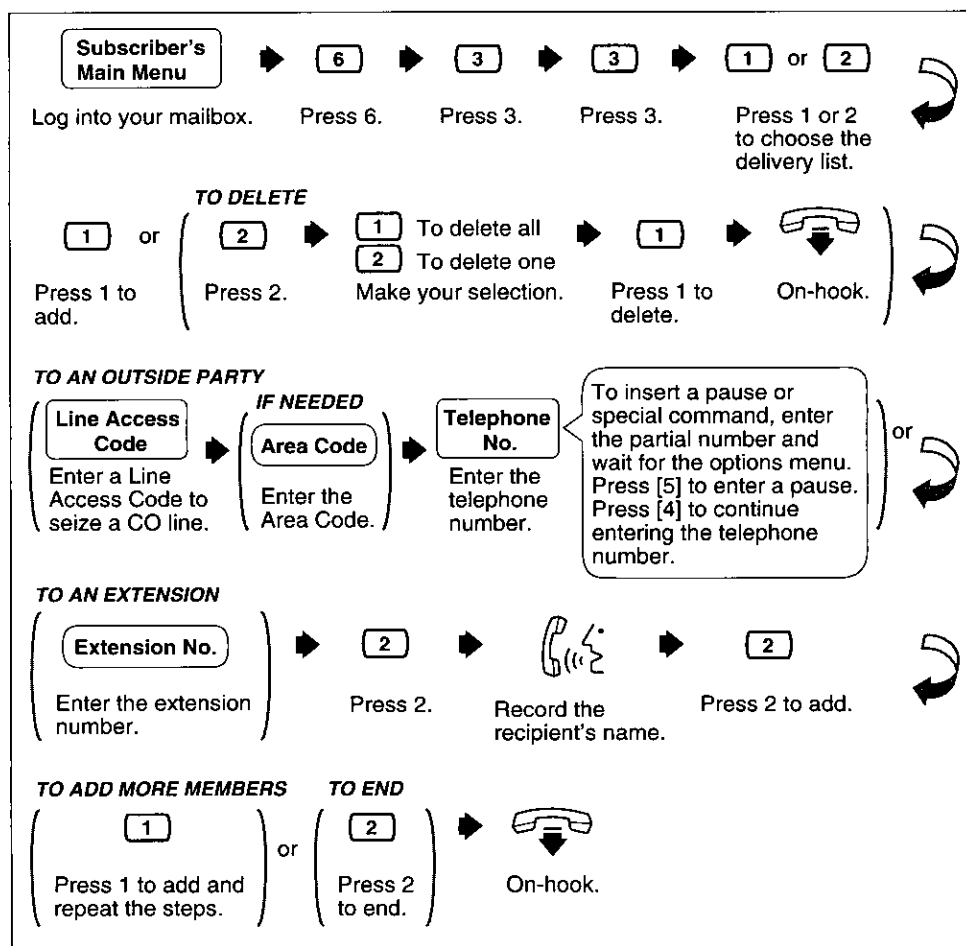 Subscriber's
Main Menu
6
3
3
1 or 2
Log into your mailbox.
Press 6.
Press 3.
Press 3.
Press 1 or 2
to choose the
delivery list.
TO DELETE
1 or
2
1 To delete all
2 To delete one
1
Press 1 to
add.
Press 2.
Make your selection.
Press 1 to
delete.
On-hook.
TO AN OUTSIDE PARTY
Line Access
Code
Enter a Line
Access Code to
seize a CO line.
IF NEEDED
Area Code
Enter the
Area Code.
Telephone
No.
Enter the
telephone
number.
To insert a pause or
special command, enter
the partial number and
wait for the options menu.
Press [5] to enter a pause.
Press [4] to continue
entering the telephone
number.
or
TO AN EXTENSION
Extension No.
Enter the extension
number.
2
Press 2.
Record the
recipient's name.
2
Press 2 to add.
TO ADD MORE MEMBERS
1
Press 1 to add and
repeat the steps.
or
TO END
2
Press 2
to end.
On-hook.